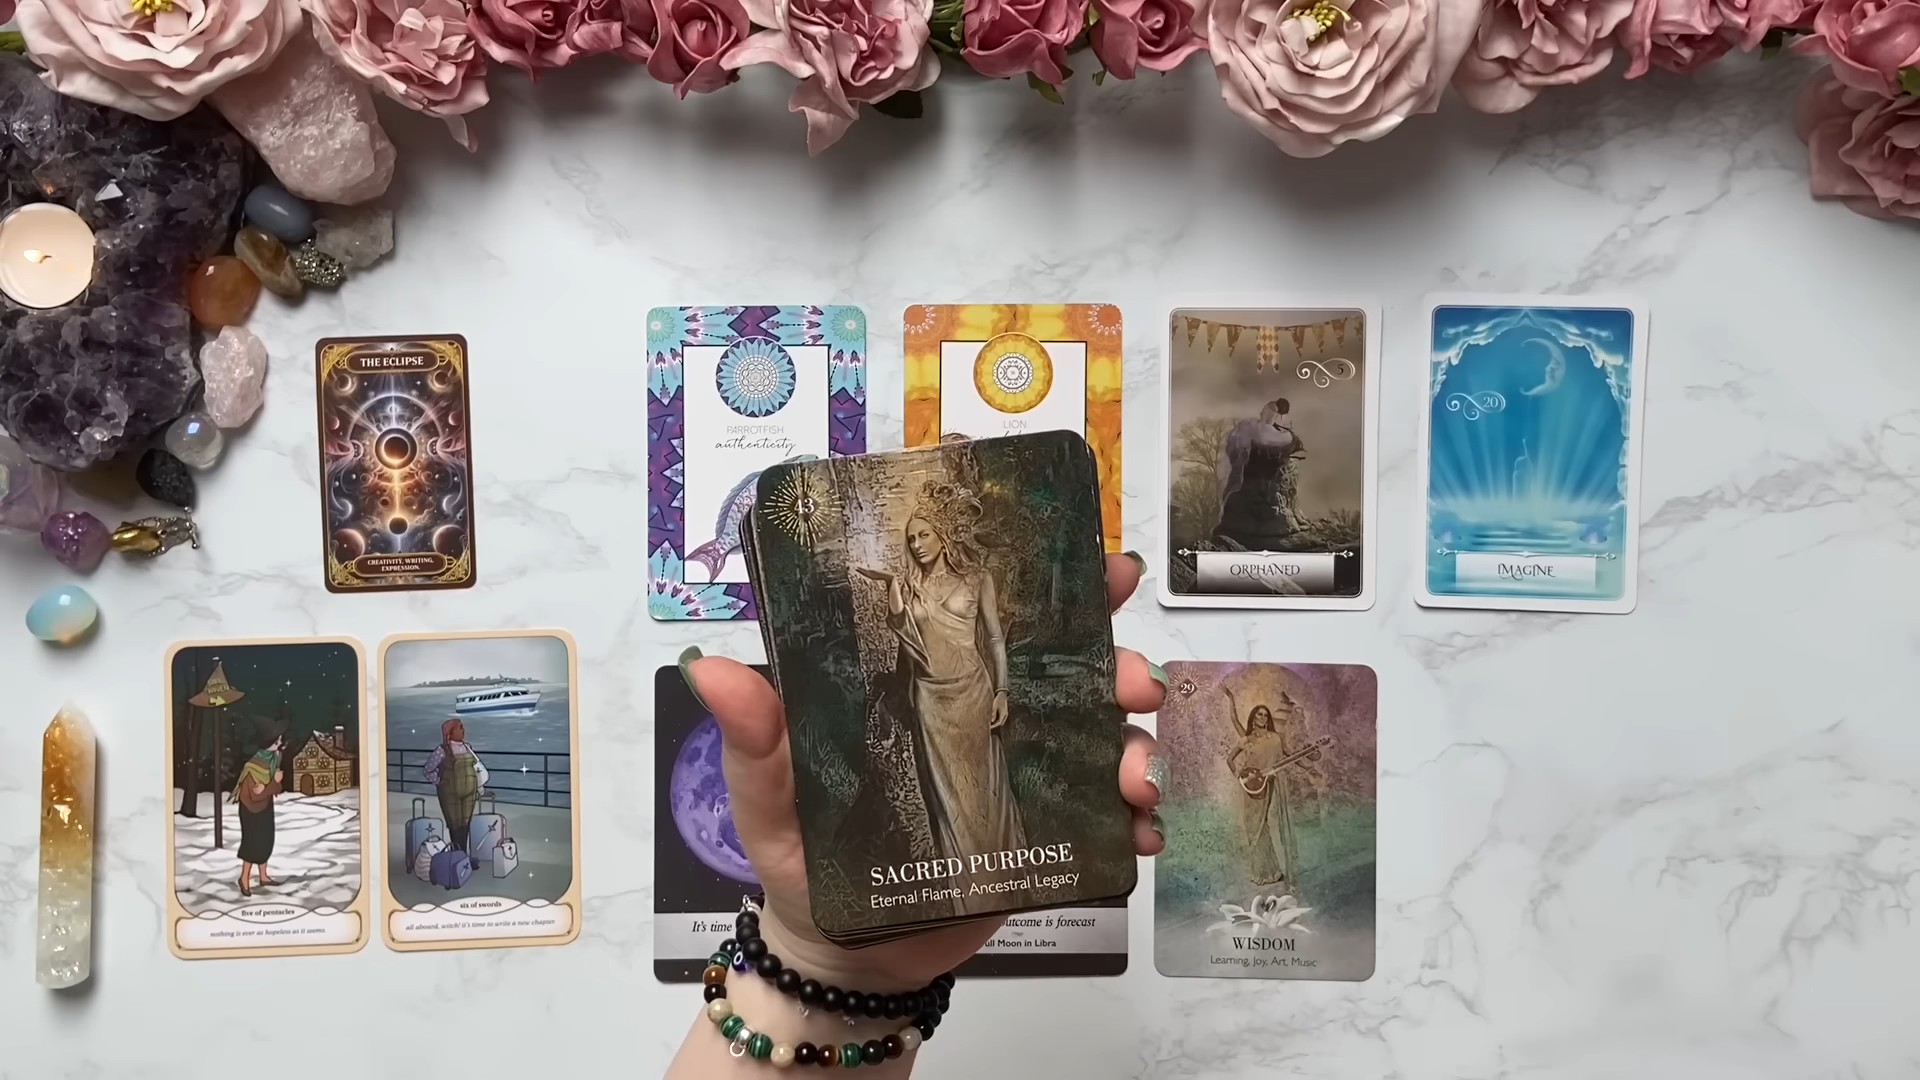 THE ECLIPSE
CREATIVITY, WRITING,
EXPRESSION.
PARROTFISH
authenticity
LION
5
ORPHANED
20
IMAGINE
43
SACRED PURPOSE
Eternal Flame, Ancestral Legacy
five of pentacles
nothing is ever as hopeless as it seems.
six of swords
all aboard, witch! it's time to write a new chapter
It's time
outcome is forecast
ull Moon in Libra
29
WISDOM
Learning, Joy, Art, Music